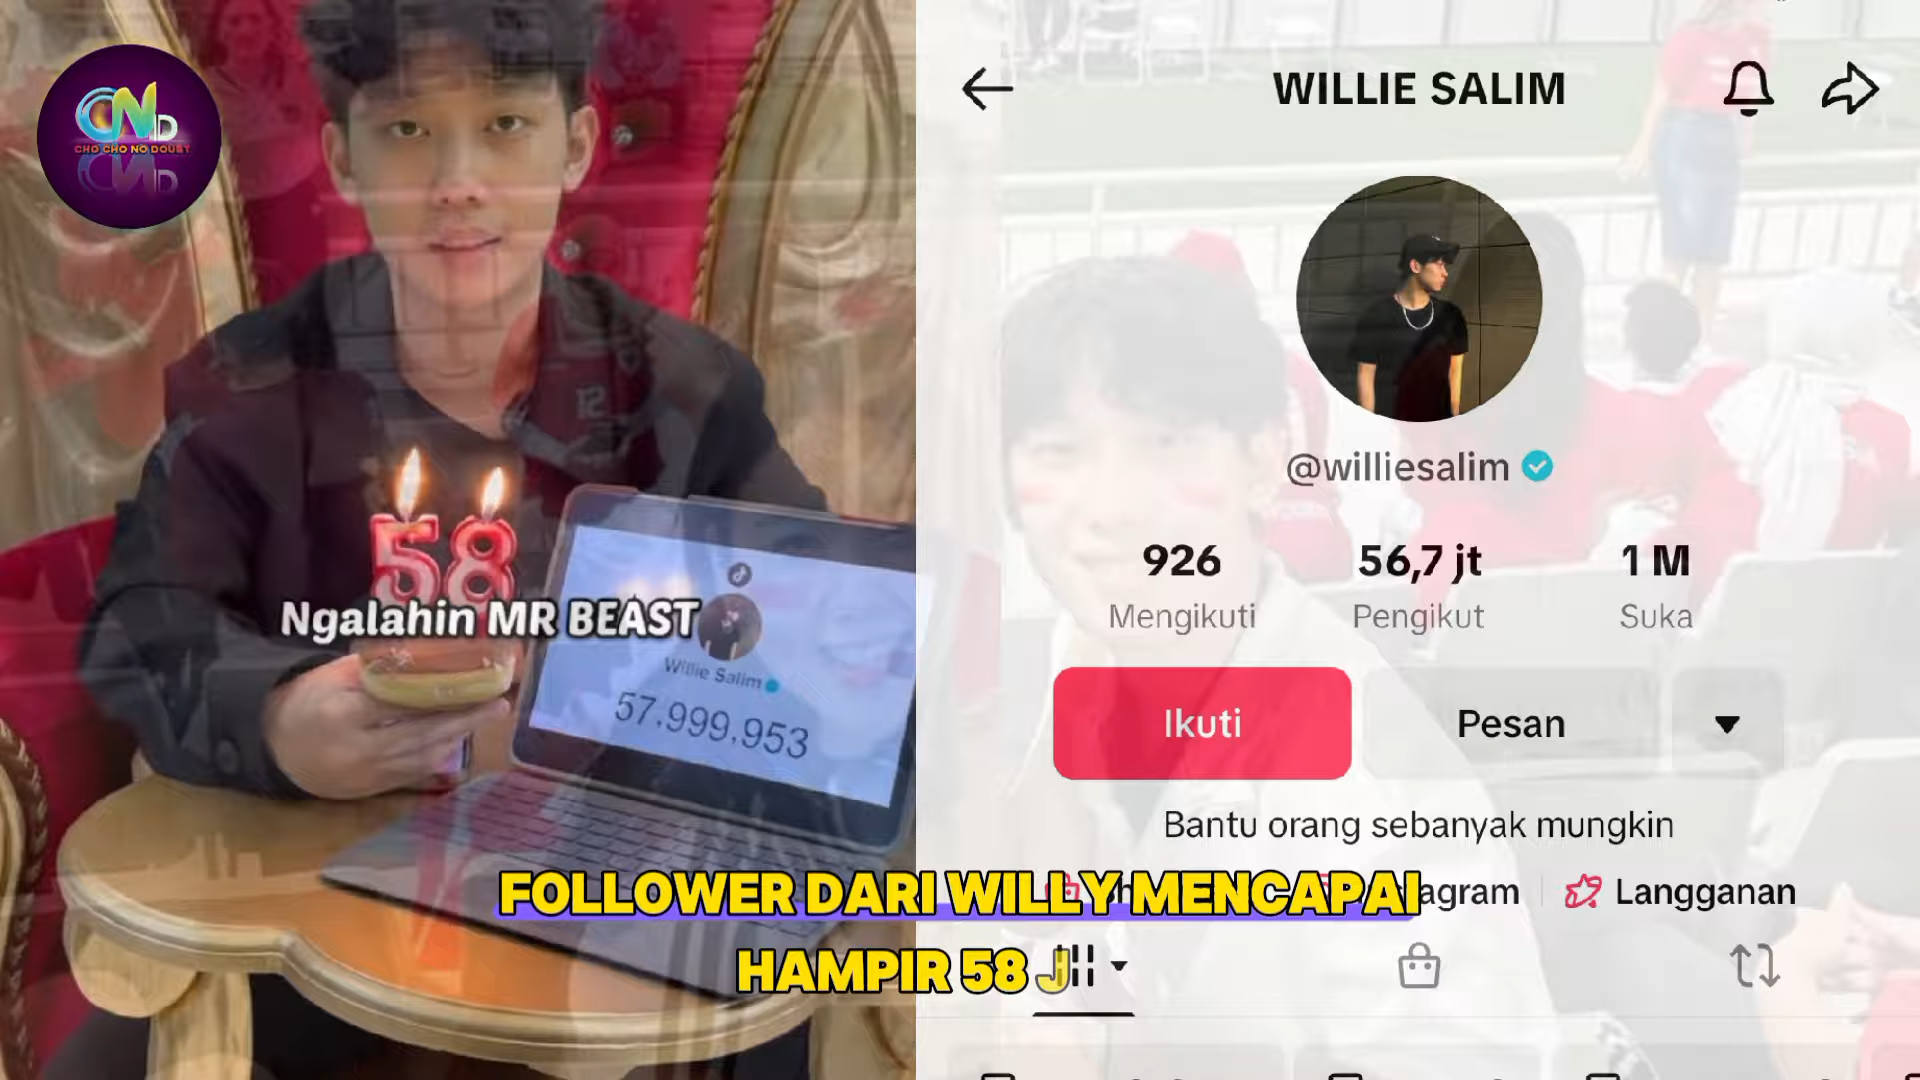 CND
CHO CHO NO DOUBT
Ngalahin MR BEAST
Willie Salim
57.999.953
58
WILLIE SALIM
@williesalim
926
56,7 jt
1 M
Mengikuti
Pengikut
Suka
Ikuti
Pesan
Bantu orang sebanyak mungkin
Langganan
FOLLOWER DARI WILLY MENCAPAI
HAMPIR 58 J